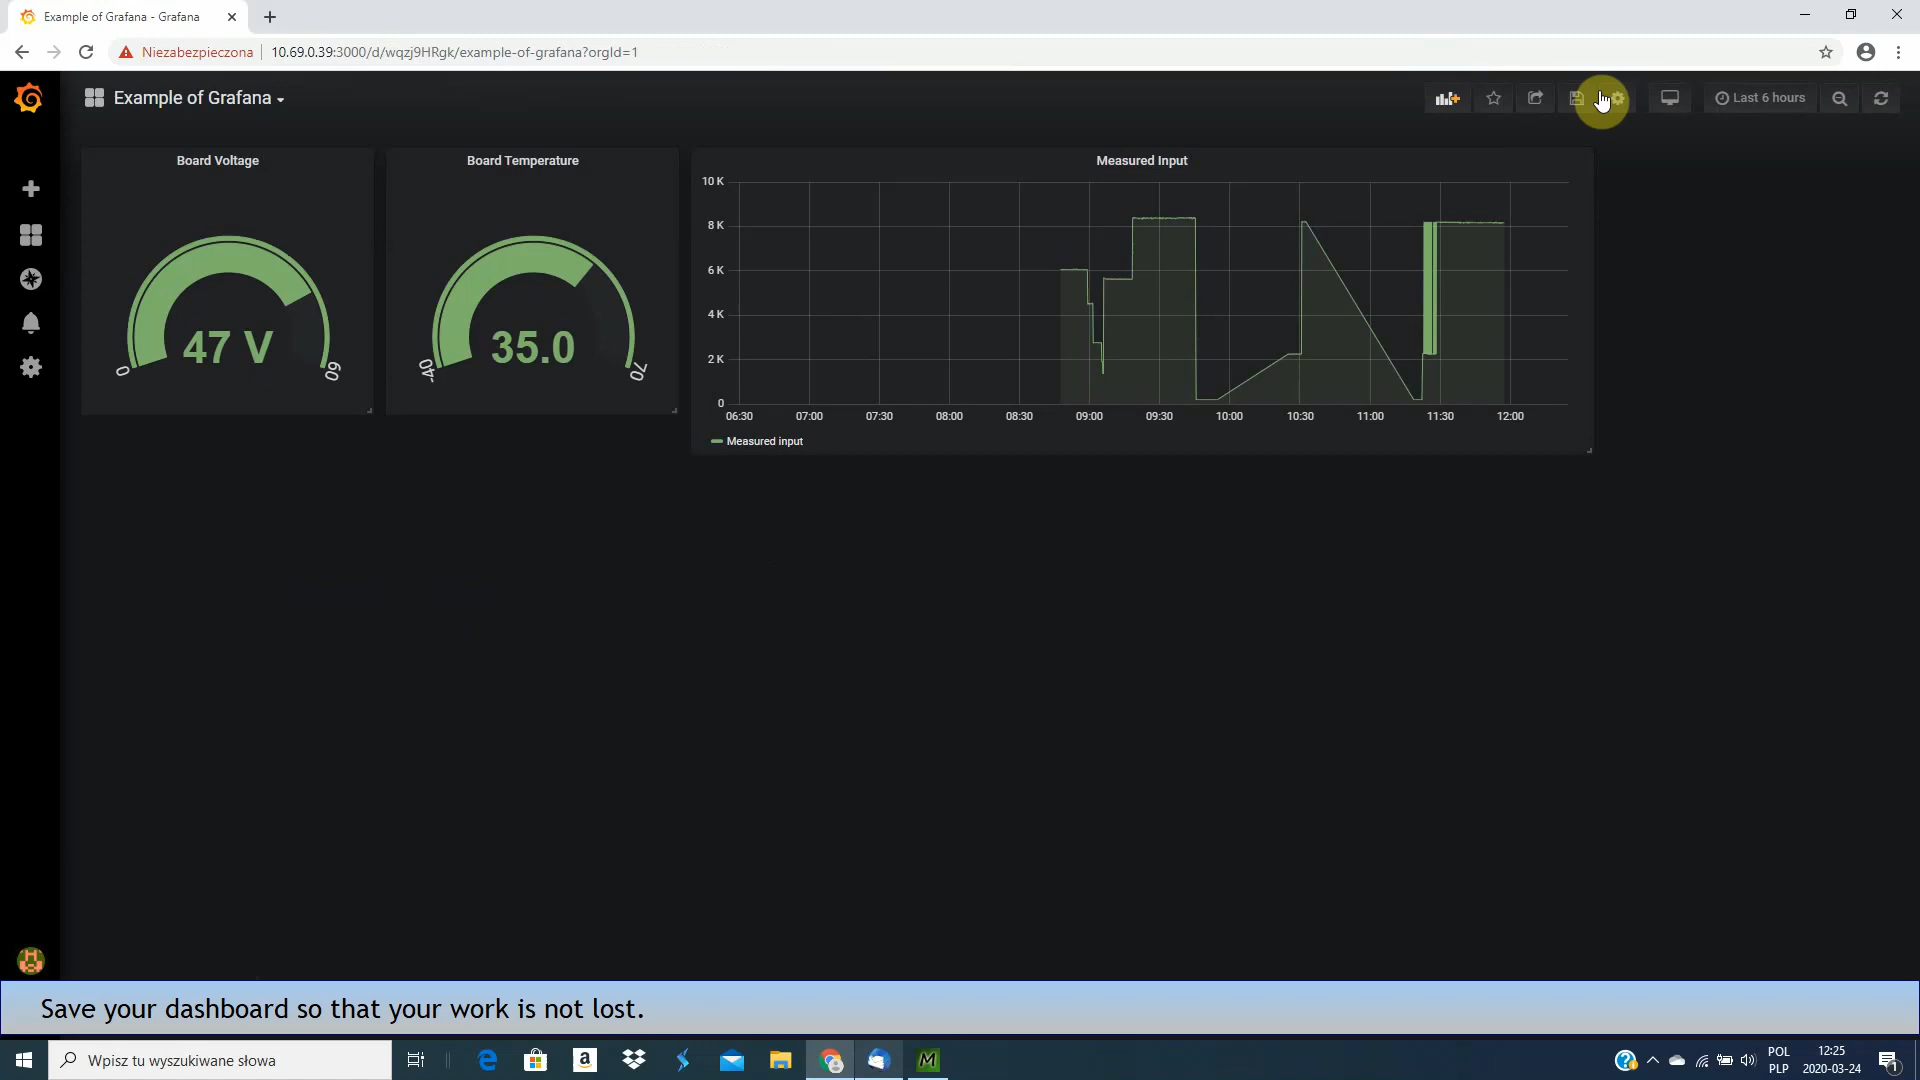 Example of Grafana - Grafana
Niezabezpieczona
10.69.0.39:3000/d/wqzj9HRgk/example-of-grafana?orgId=1
Example of Grafana
Last 6 hours
Board Voltage
47 V
0
60
Board Temperature
35.0
-40
70
Measured Input
10 K
8 K
6 K
4 K
2 K
0
06:30 07:00 07:30 08:00 08:30 09:00 09:30 10:00 10:30 11:00 11:30 12:00
Measured input
Save your dashboard so that your work is not lost.
Wpisz tu wyszukiwane słowa
POL
PLP
12:25
2020-03-24
1